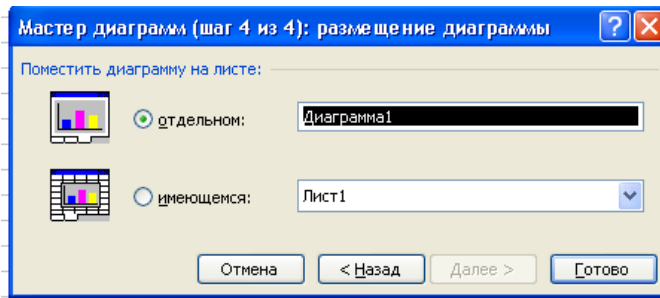 Мастер диаграмм (шаг 4 из 4): размещение диаграммы
Поместить диаграмму на листе:
отдельном:
Диаграмма1
имеющемся:
Лист1
Отмена
< Назад
Далее >
Готово